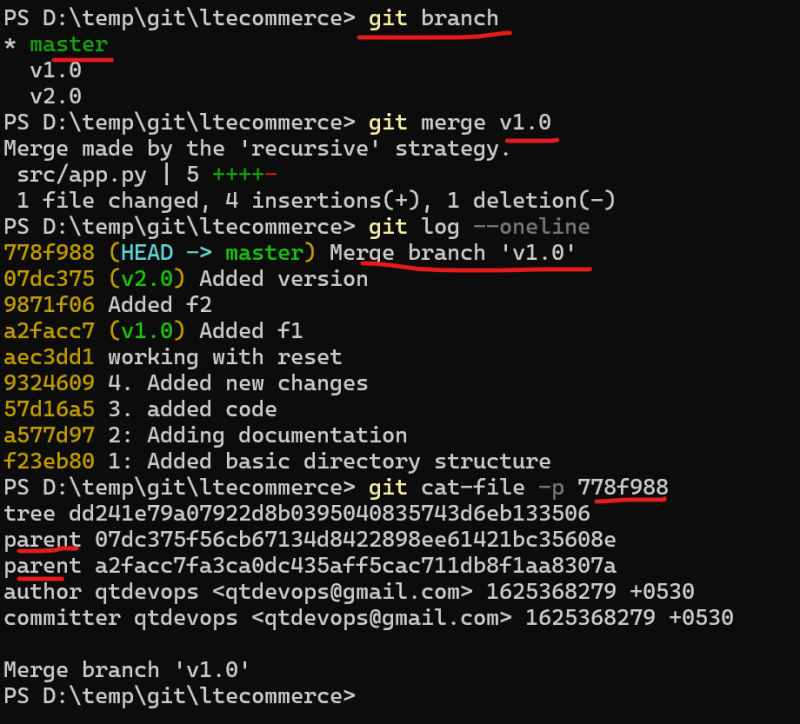 PS D:\temp\git\ltecommerce> git branch
* master
  v1.0
  v2.0
PS D:\temp\git\ltecommerce> git merge v1.0
Merge made by the 'recursive' strategy.
 src/app.py | 5 ++++-
 1 file changed, 4 insertions(+), 1 deletion(-)
PS D:\temp\git\ltecommerce> git log --oneline
778f988 (HEAD -> master) Merge branch 'v1.0'
07dc375 (v2.0) Added version
9871f06 Added f2
a2facc7 (v1.0) Added f1
aec3dd1 working with reset
9324609 4. Added new changes
57d16a5 3. added code
a577d97 2: Adding documentation
f23eb80 1: Added basic directory structure
PS D:\temp\git\ltecommerce> git cat-file -p 778f988
tree dd241e79a07922d8b0395040835743d6eb133506
parent 07dc375f56cb67134d8422898ee61421bc35608e
parent a2facc7fa3ca0dc435aff5cac711db8f1aa8307a
author qtdevops <qtdevops@gmail.com> 1625368279 +0530
committer qtdevops <qtdevops@gmail.com> 1625368279 +0530

Merge branch 'v1.0'
PS D:\temp\git\ltecommerce>